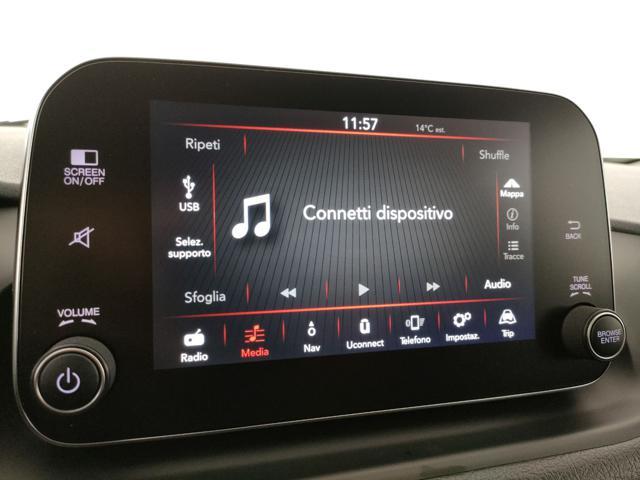 11:57
14°C est.
Ripeti
Shuffle
SCREEN
ON/OFF
USB
Connetti dispositivo
Mappa
Info
BACK
Selez.
supporto
Tracce
VOLUME
Sfoglia
Audio
TUNE
SCROLL
Radio
Media
Nav
Uconnect
Telefono
Impostaz.
Trip
BROWSE
ENTER